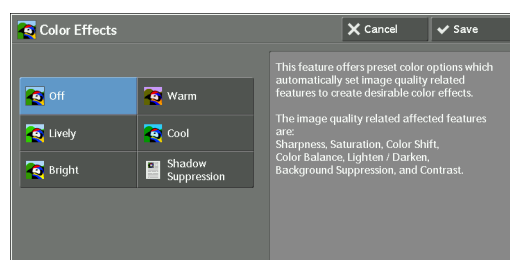 Color Effects
Cancel
Save
Off
Warm
Lively
Cool
Bright
Shadow
Suppression
This feature offers preset color options which
automatically set image quality related
features to create desirable color effects.
The image quality related affected features
are:
Sharpness, Saturation, Color Shift,
Color Balance, Lighten / Darken,
Background Suppression, and Contrast.